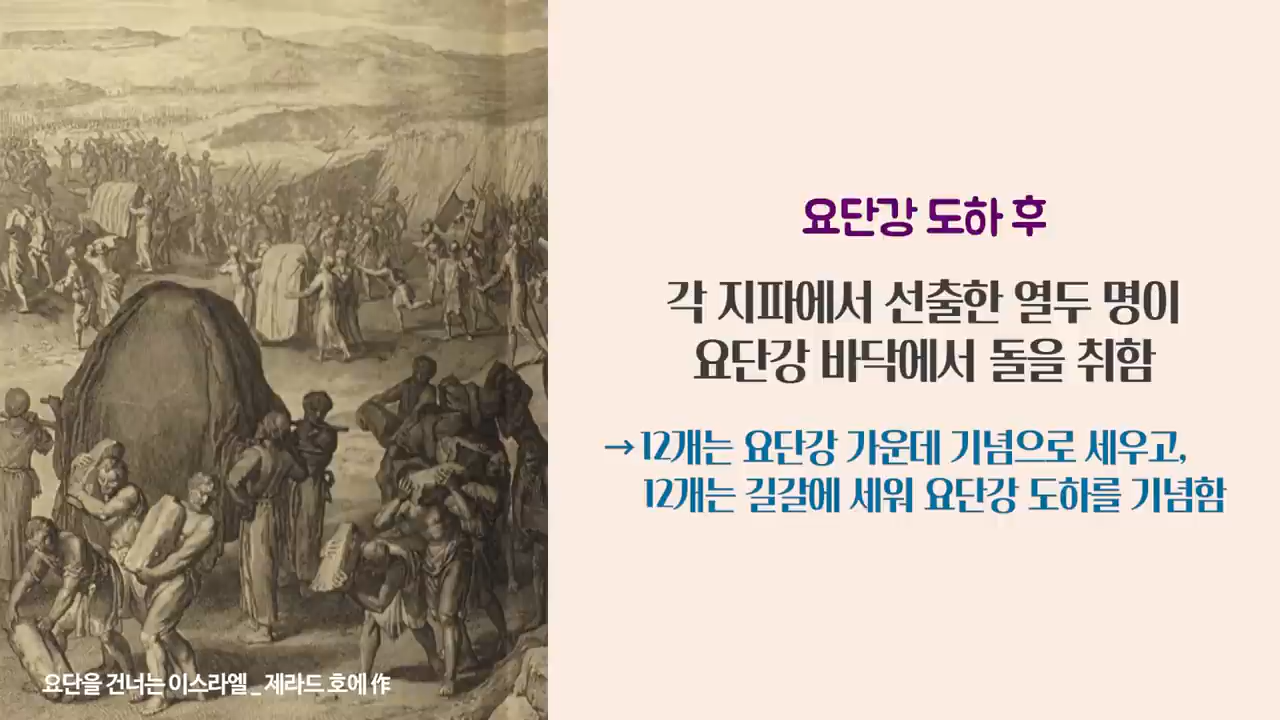 요단강 도하 후
각 지파에서 선출한 열두 명이
요단강 바닥에서 돌을 취함
→12개는 요단강 가운데 기념으로 세우고,
12개는 길갈에 세워 요단강 도하를 기념함
요단을 건너는 이스라엘_ 제라드 호에 作